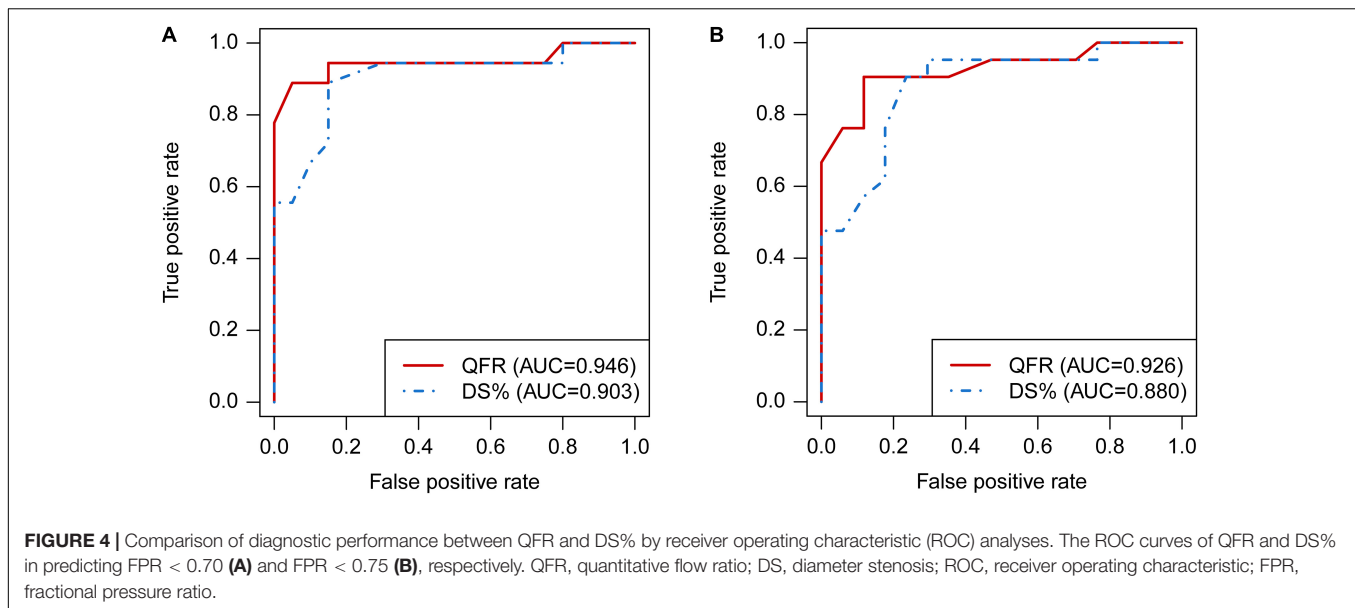 A
1.0
0.8
0.6
0.4
0.2
0.0
True positive rate
QFR (AUC=0.946)
DS% (AUC=0.903)
0.0 0.2 0.4 0.6 0.8 1.0
False positive rate
B
1.0
0.8
0.6
0.4
0.2
0.0
True positive rate
QFR (AUC=0.926)
DS% (AUC=0.880)
0.0 0.2 0.4 0.6 0.8 1.0
False positive rate
FIGURE 4 | Comparison of diagnostic performance between QFR and DS% by receiver operating characteristic (ROC) analyses. The ROC curves of QFR and DS%
in predicting FPR < 0.70 (A) and FPR < 0.75 (B), respectively. QFR, quantitative flow ratio; DS, diameter stenosis; ROC, receiver operating characteristic; FPR,
fractional pressure ratio.